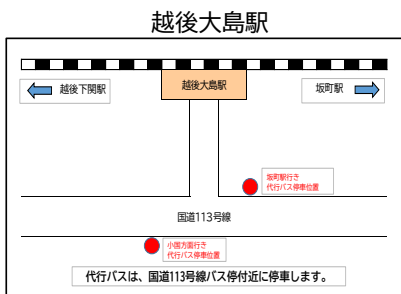 越後大島駅
越後下関駅
越後大島駅
坂町駅
坂町駅行き
代行バス停車位置
国道113号線
小国方面行き
代行バス停車位置
代行バスは、国道113号線バス停付近に停車します。